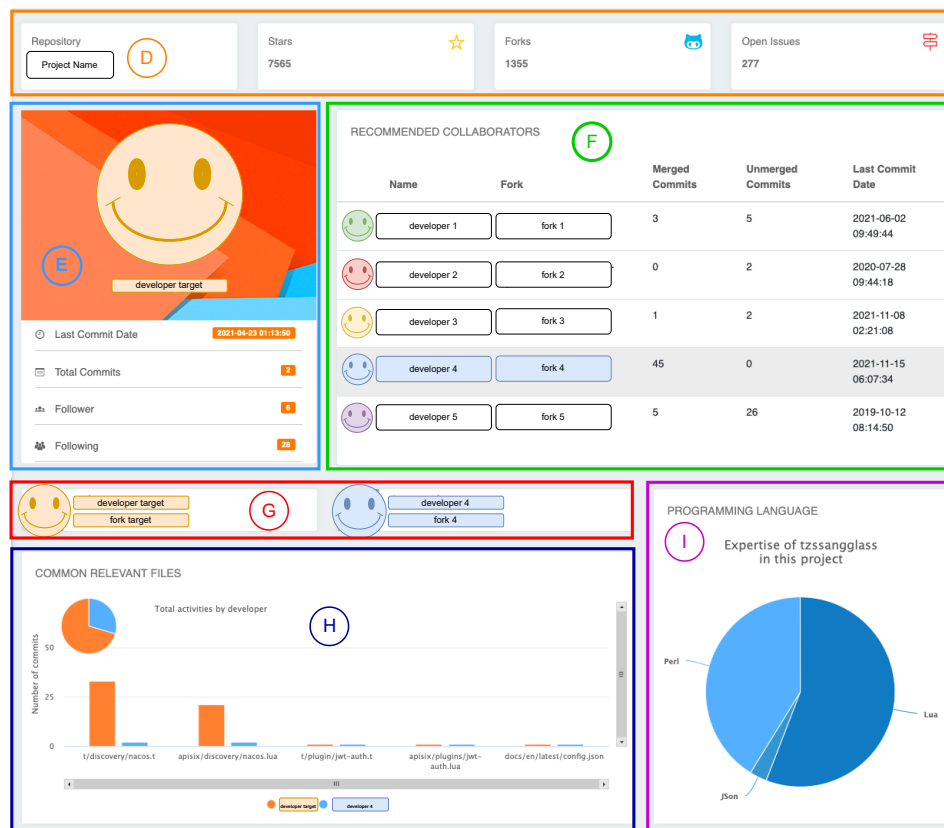 Repository
Project Name
D
Stars
7565
Forks
1355
Open Issues
277
E
developer target
Last Commit Date 2021-04-23 01:13:50
Total Commits 2
Follower 6
Following 28
RECOMMENDED COLLABORATORS
F
Name Fork Merged Commits Unmerged Commits Last Commit Date
developer 1 fork 1 3 5 2021-06-02 09:49:44
developer 2 fork 2 0 2 2020-07-28 09:44:18
developer 3 fork 3 1 2 2021-11-08 02:21:08
developer 4 fork 4 45 0 2021-11-15 06:07:34
developer 5 fork 5 5 26 2019-10-12 08:14:50
developer target
fork target
G
developer 4
fork 4
COMMON RELEVANT FILES
Total activities by developer
H
Number of commits
50
25
0
t/discovery/nacos.t
apisix/discovery/nacos.lua
t/plugin/jwt-auth.t
apisix/plugins/jwt-
auth.lua
docs/en/latest/config.json
developer target developer 4
PROGRAMMING LANGUAGE
I
Expertise of tzssangglass
in this project
Perl
Lua
JSon